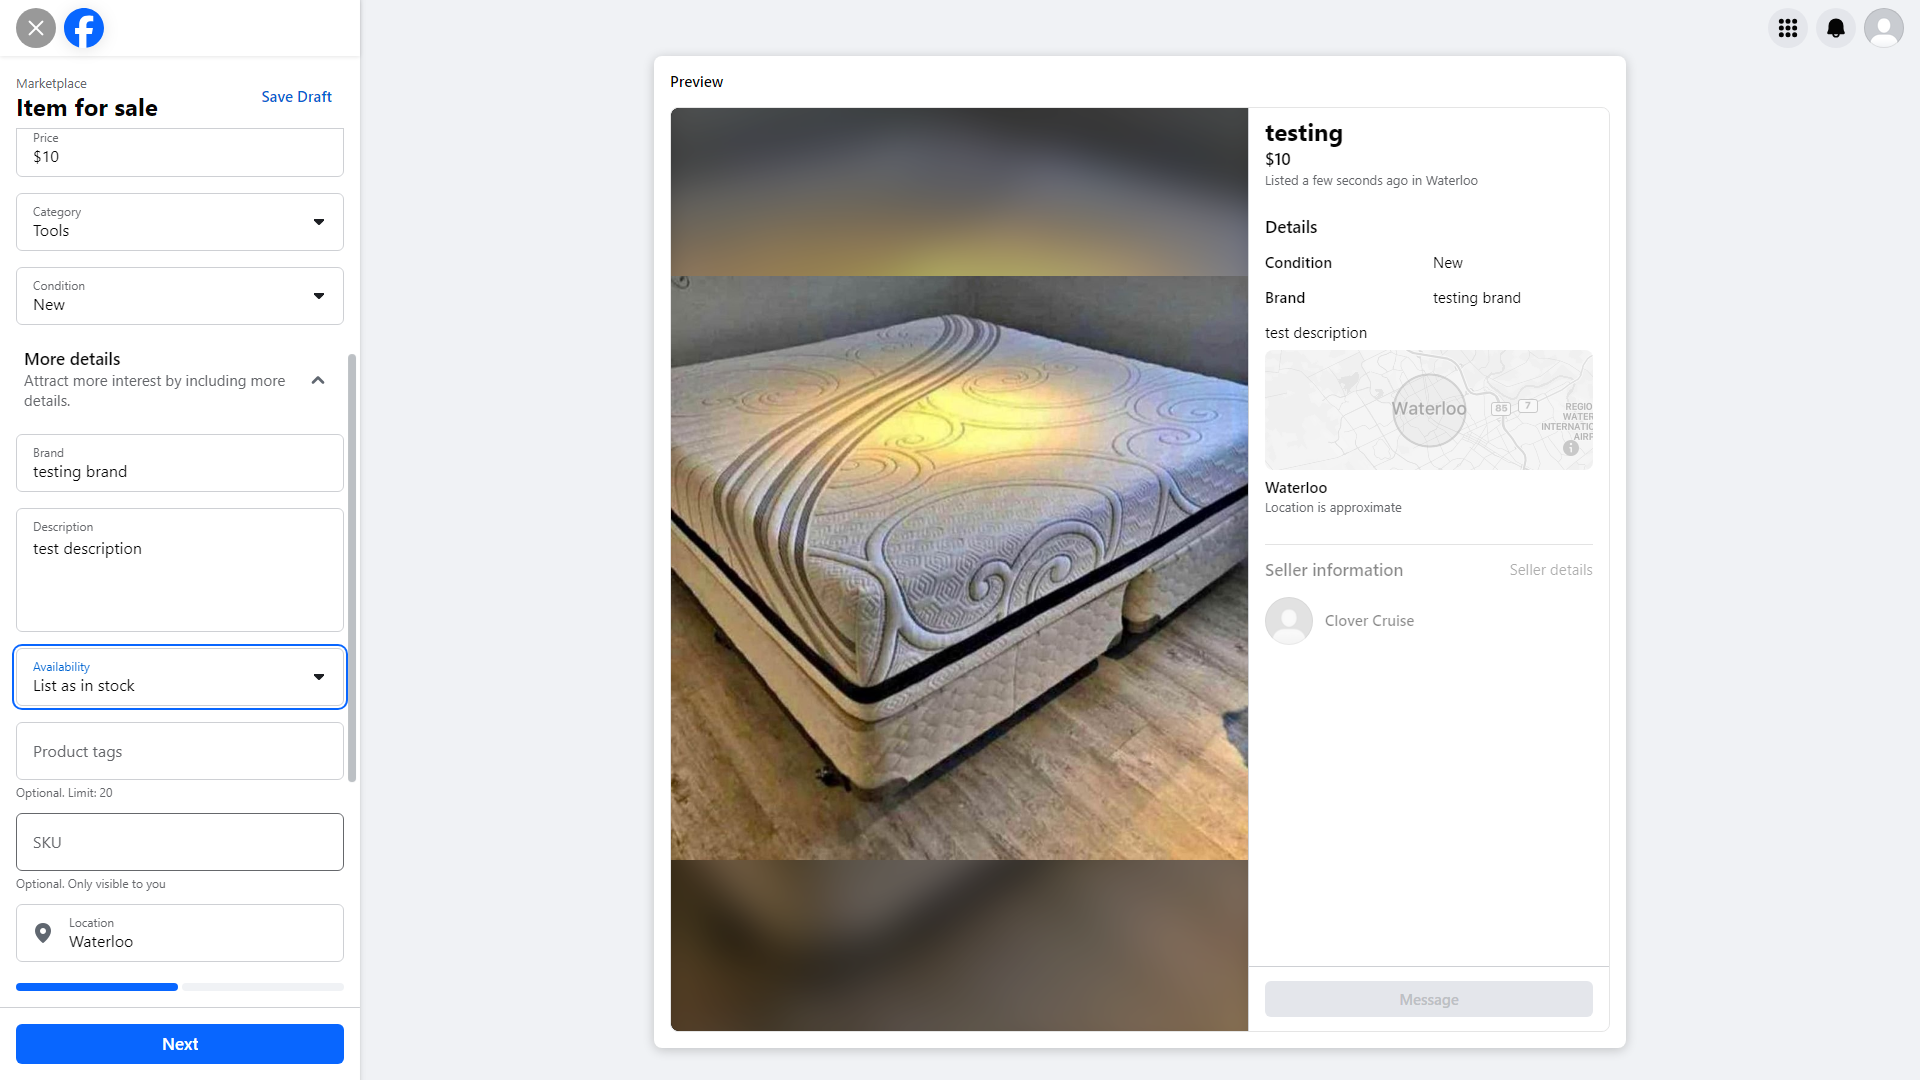 Marketplace
Item for sale
Save Draft
Price
$10
Category
Tools
Condition
New
More details
Attract more interest by including more
details.
Brand
testing brand
Description
test description
Availability
List as in stock
Product tags
Optional. Limit: 20
SKU
Optional. Only visible to you
Location
Waterloo
Next
Preview
testing
$10
Listed a few seconds ago in Waterloo
Details
Condition New
Brand testing brand
test description
Waterloo
85
7
REGIO
WATER
INTERNATIO
AIRP
Waterloo
Location is approximate
Seller information
Seller details
Clover Cruise
Message